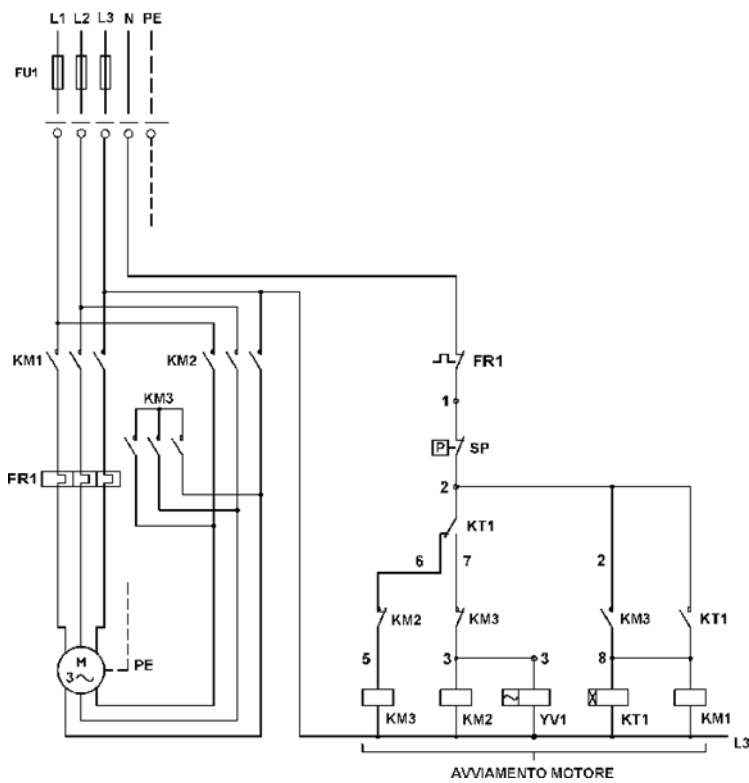 L1 L2 L3 N PE
FU1
KM1
KM2
KM3
FR1
1
P SP
2
KT1
6 7 2
FR1
KM2 KM3 KM3 KT1
5 3 3 8
M
3
PE
KM3 KM2 YV1 KT1 KM1
L3
AVVIAMENTO MOTORE